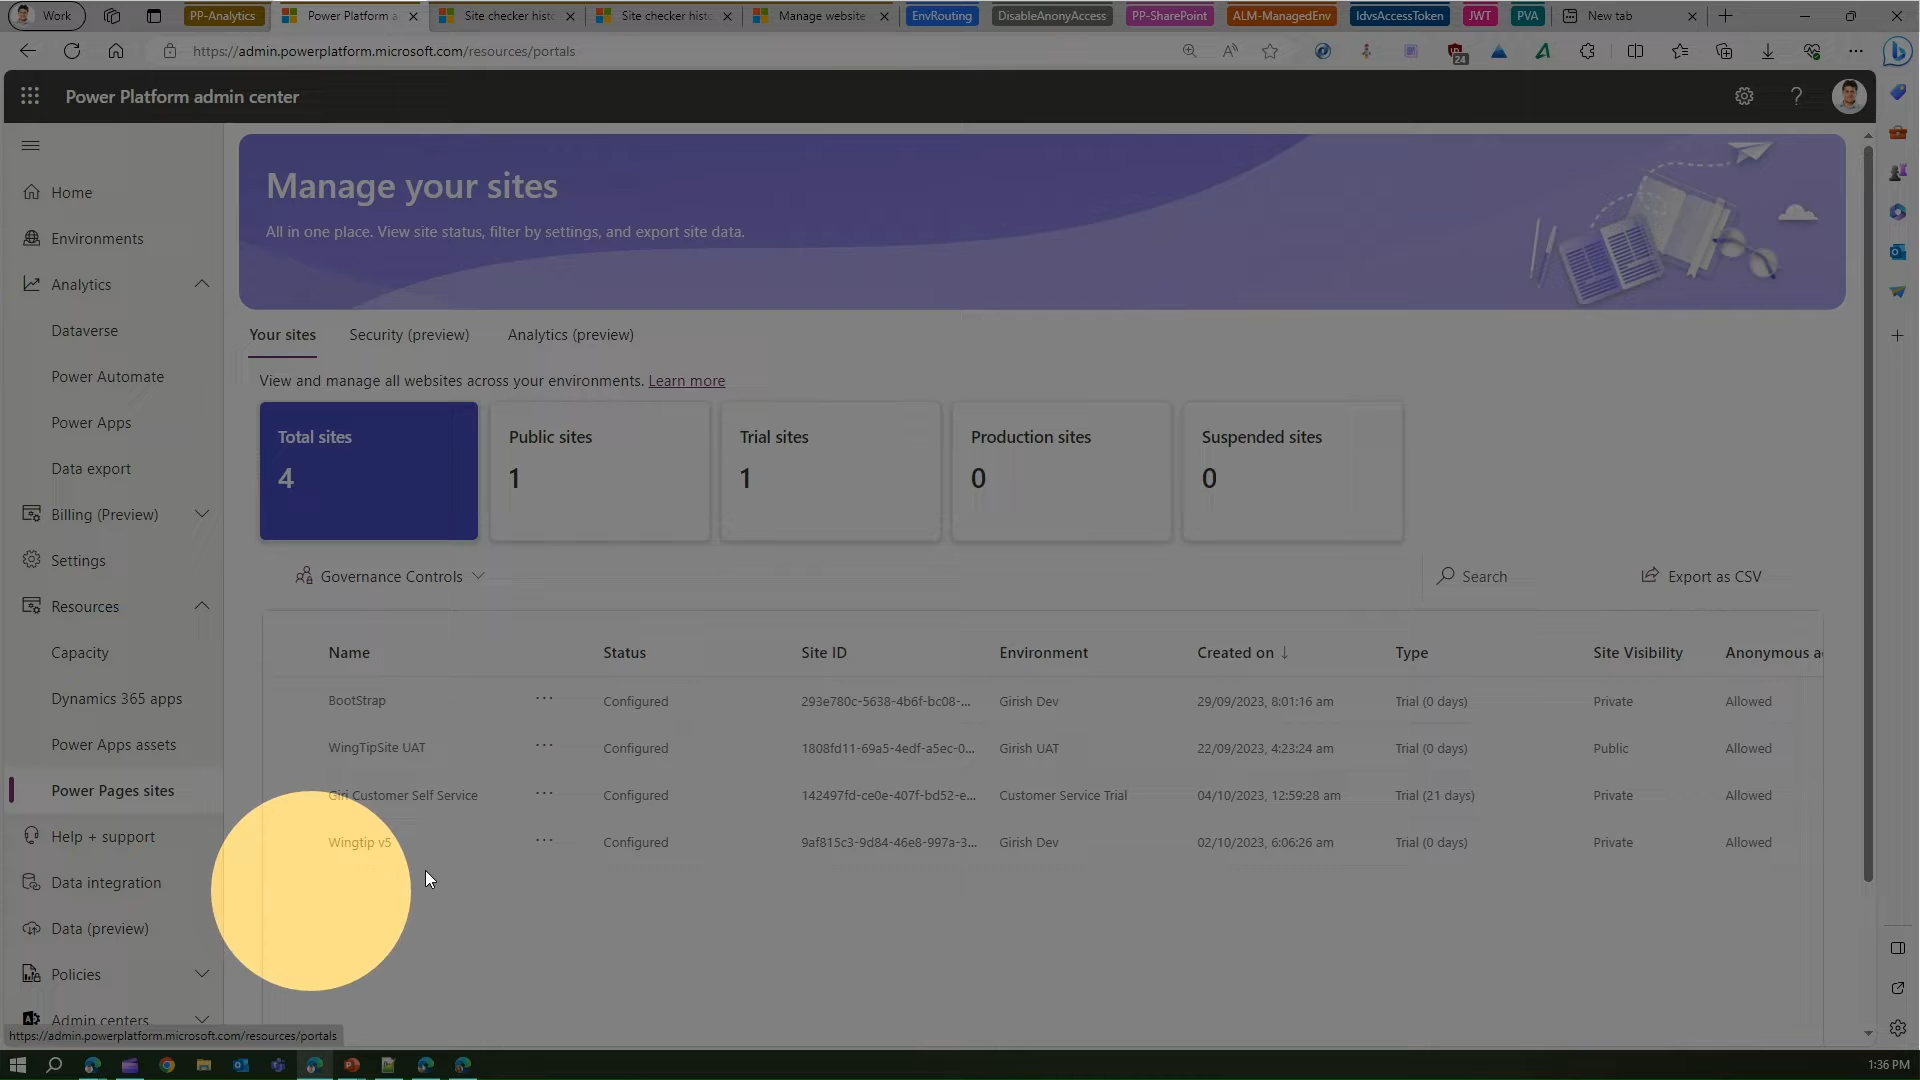 Work
PP-Analytics
Power Platform a
Site checker hist
Site checker hist
Manage website
EnvRouting
DisableAnonyAccess
PP-SharePoint
ALM-ManagedEnv
IdvsAccessToken
JWT
PVA
New tab
https://admin.powerplatform.microsoft.com/resources/portals
24
Power Platform admin center
Home
Environments
Analytics
Dataverse
Power Automate
Power Apps
Data export
Billing (Preview)
Settings
Resources
Capacity
Dynamics 365 apps
Power Apps assets
Power Pages sites
Help + support
Data integration
Data (preview)
Policies
Admin centers
Manage your sites
All in one place. View site status, filter by settings, and export site data.
Your sites Security (preview) Analytics (preview)
View and manage all websites across your environments. Learn more
Total sites
4
Public sites
1
Trial sites
1
Production sites
0
Suspended sites
0
Governance Controls
Search
Export as CSV
Name Status Site ID Environment Created on ↓ Type Site Visibility Anonymous a
BootStrap ... Configured 293e780c-5638-4b6f-bc08-... Girish Dev 29/09/2023, 8:01:16 am Trial (0 days) Private Allowed
WingTipSite UAT ... Configured 1808fd11-69a5-4edf-a5ec-0... Girish UAT 22/09/2023, 4:23:24 am Trial (0 days) Public Allowed
Giri Customer Self Service ... Configured 142497fd-ce0e-407f-bd52-e... Customer Service Trial 04/10/2023, 12:59:28 am Trial (21 days) Private Allowed
Wingtip v5 ... Configured 9af815c3-9d84-46e8-997a-3... Girish Dev 02/10/2023, 6:06:26 am Trial (0 days) Private Allowed
https://admin.powerplatform.microsoft.com/resources/portals
1:36 PM